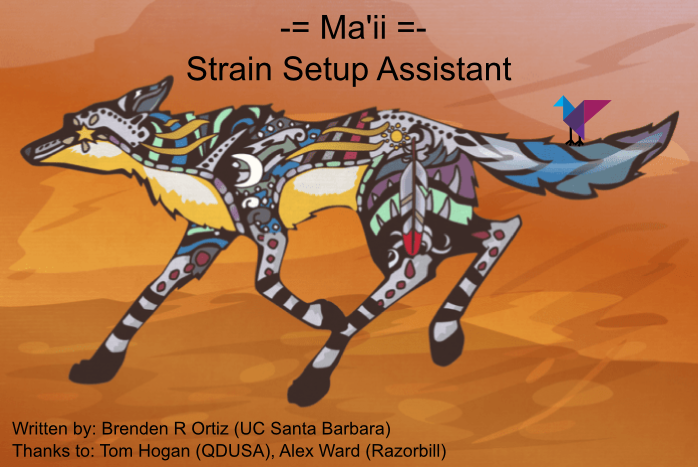 -= Ma'ii =-
Strain Setup Assistant
Written by: Brenden R Ortiz (UC Santa Barbara)
Thanks to: Tom Hogan (QDUSA), Alex Ward (Razorbill)